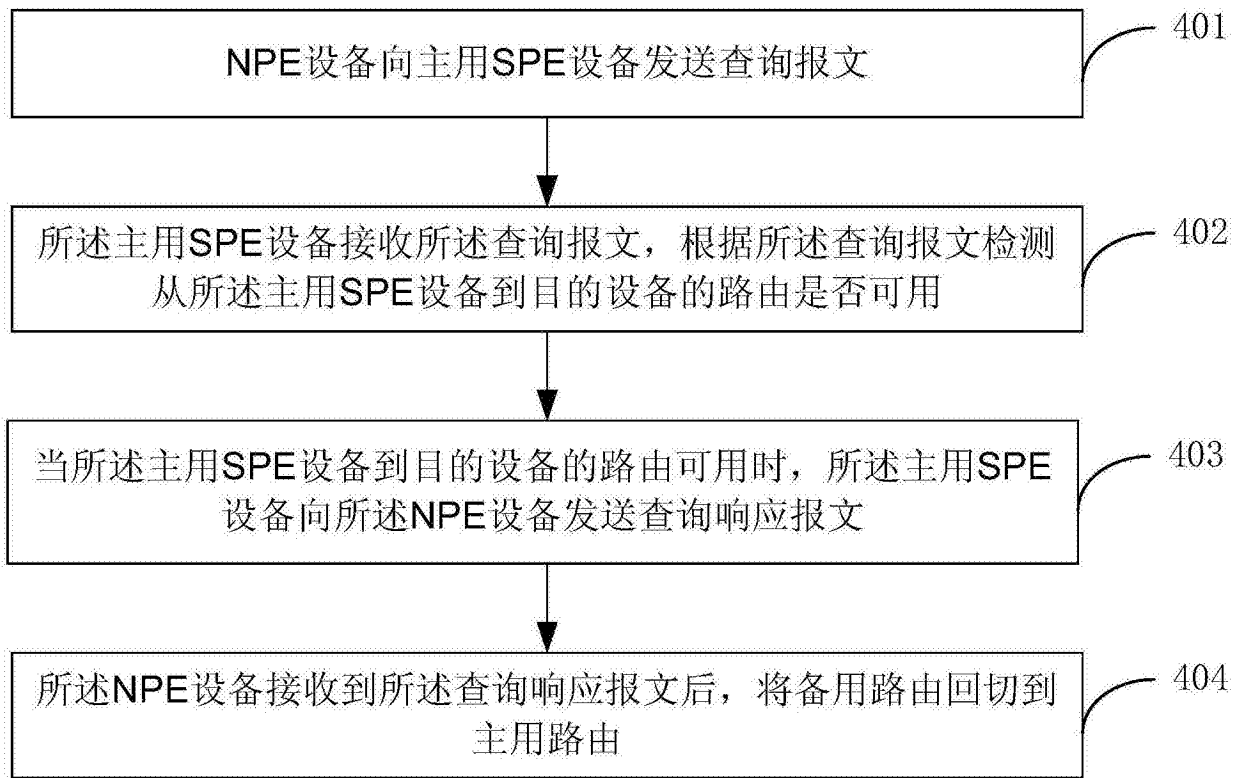 NPE设备向主用SPE设备发送查询报文
401
所述主用SPE设备接收所述查询报文，根据所述查询报文检测
从所述主用SPE设备到目的设备的路由是否可用
402
当所述主用SPE设备到目的设备的路由可用时，所述主用SPE
设备向所述NPE设备发送查询响应报文
403
所述NPE设备接收到所述查询响应报文后，将备用路由回切到
主用路由
404